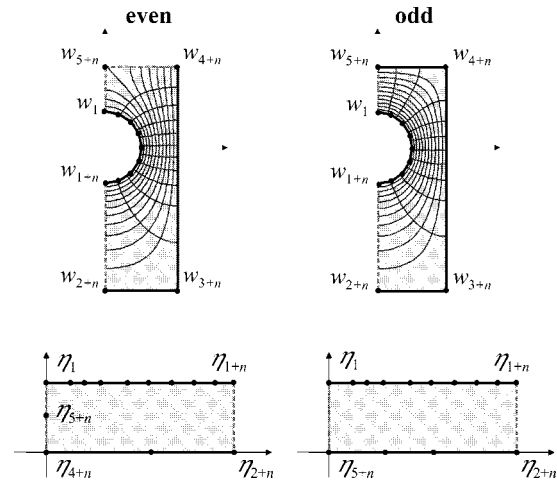 even odd
w5+n w4+n w5+n w4+n
w1 w1
w1+n w1+n
w2+n w3+n w2+n w3+n
η1 η1+n η1 η1+n
η5+n
η4+n η2+n η5+n η2+n